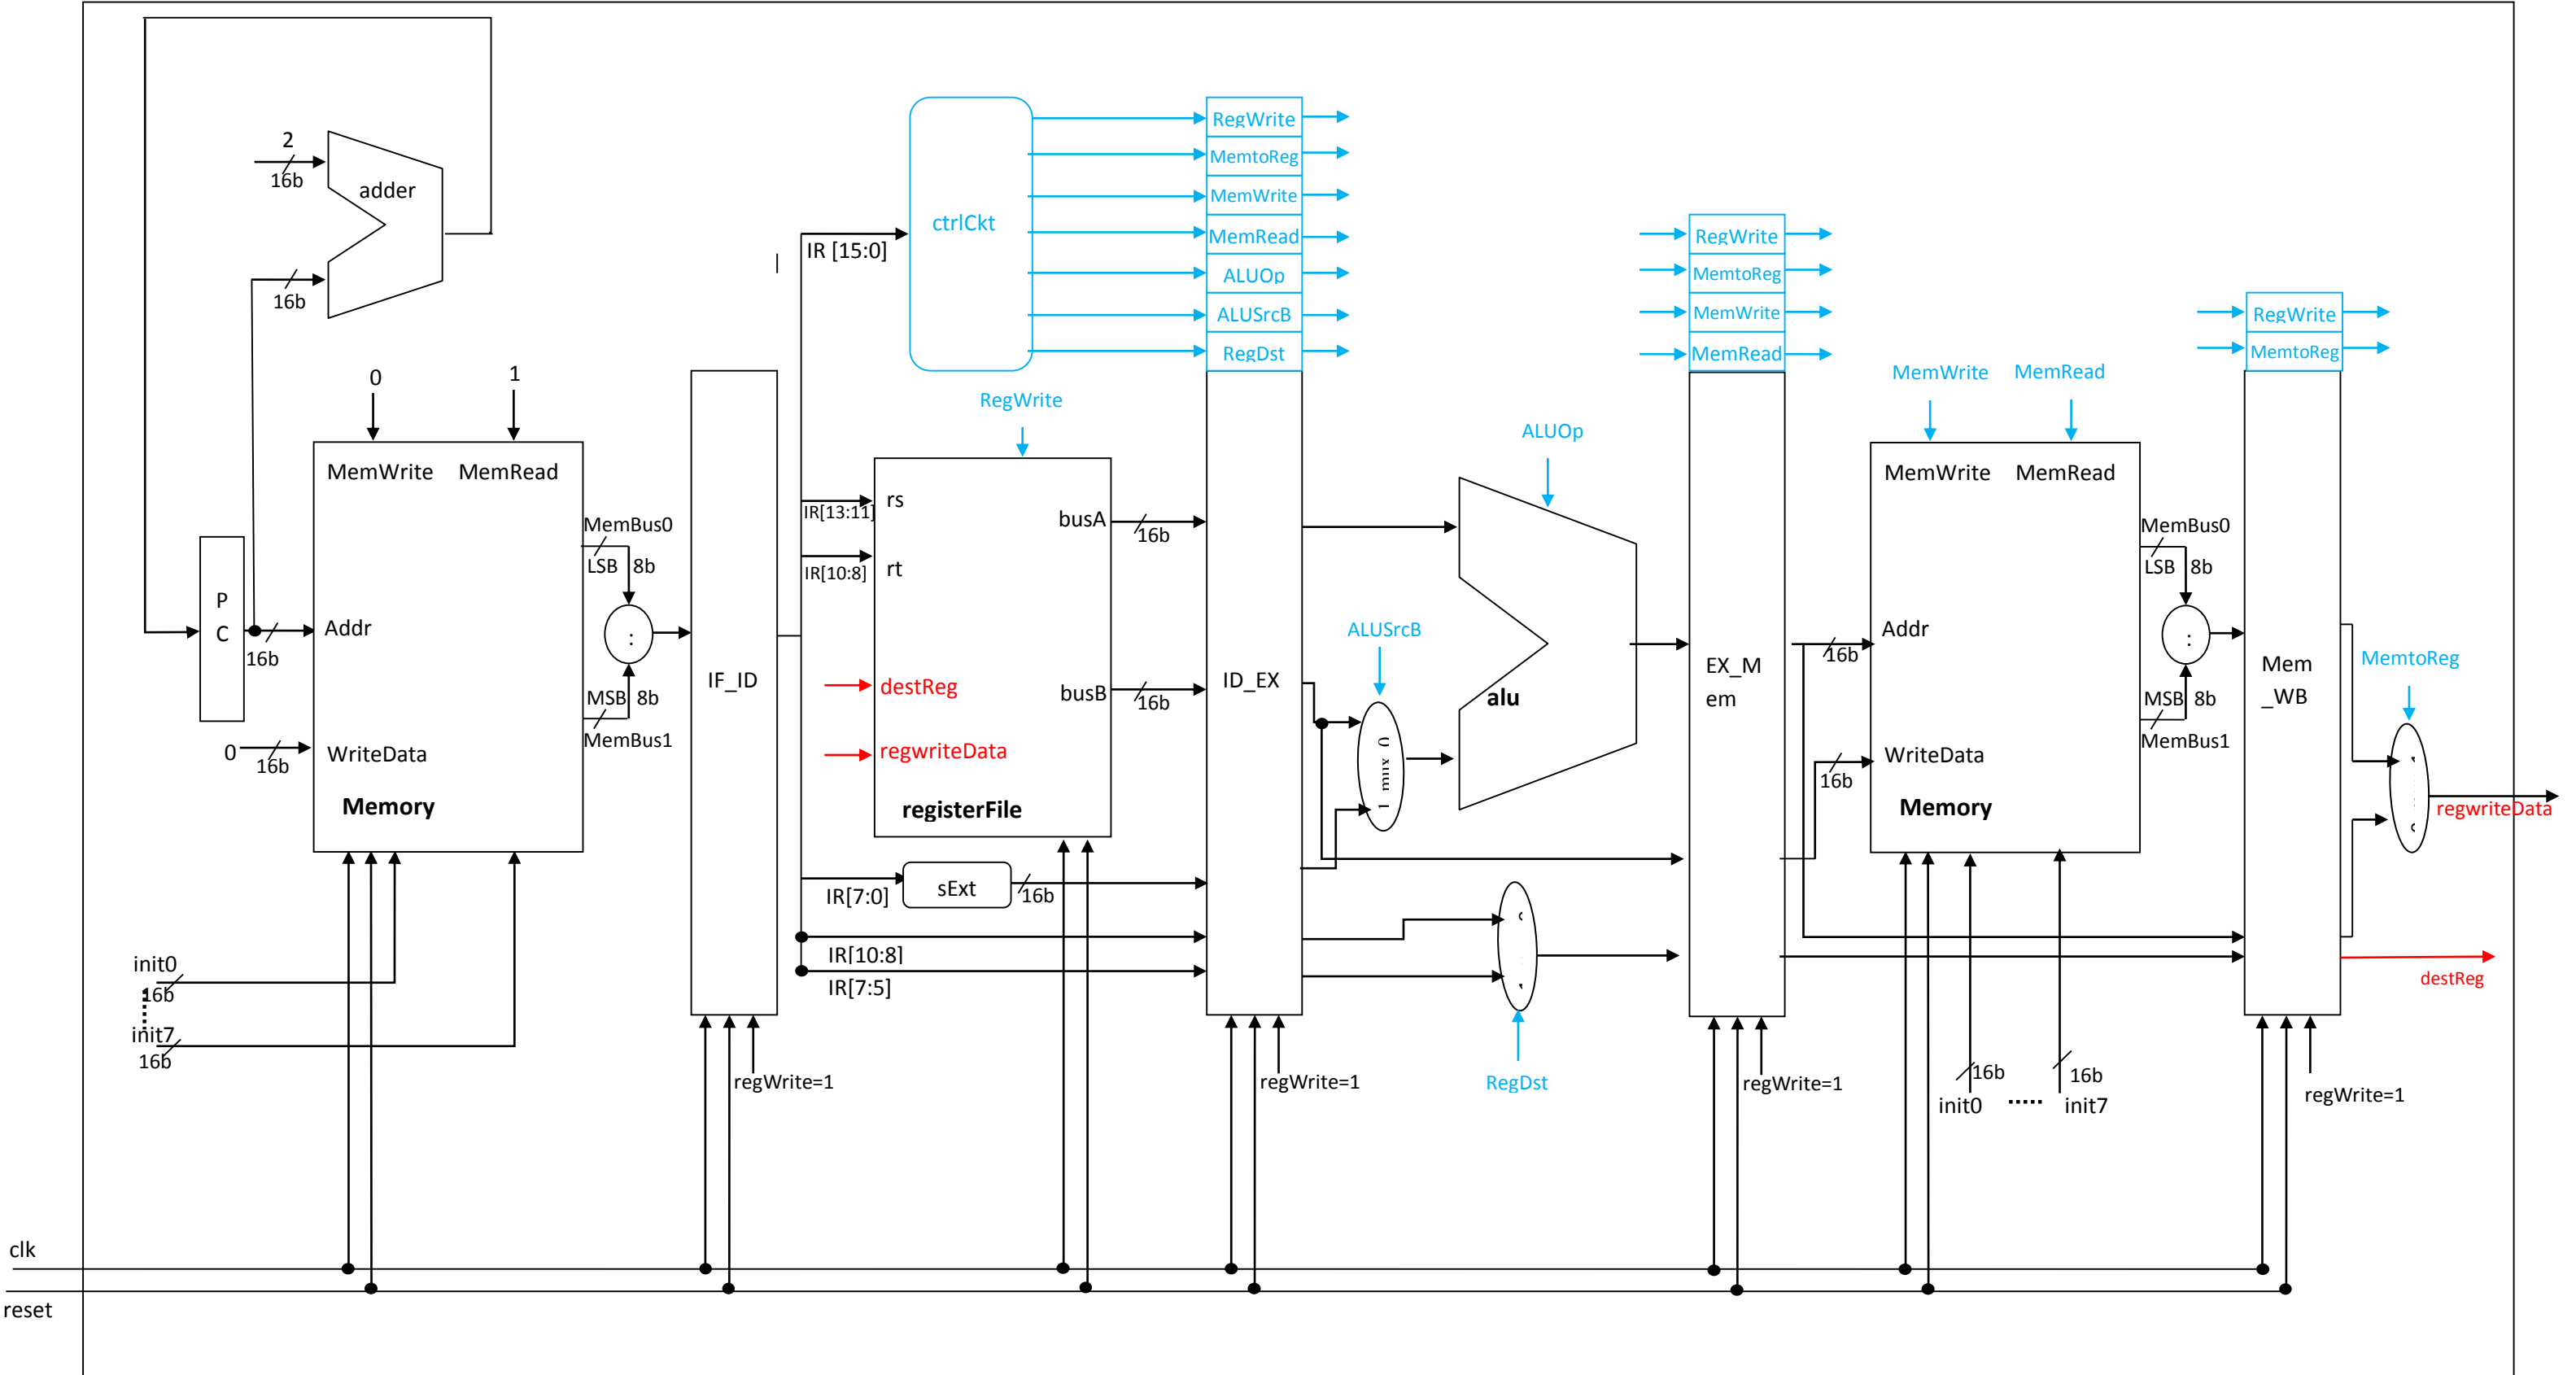 2
16b
adder
16b
0
1
MemWrite
MemRead
P
C
16b
Addr
0
16b
WriteData
Memory
MemBus0
LSB
8b
:
MSB
8b
MemBus1
init0
16b
init7
16b
IF_ID
regWrite=1
IR [15:0]
ctrlCkt
RegWrite
MemtoReg
MemWrite
MemRead
ALUOp
ALUSrcB
RegDst
RegWrite
IR[13:11]
rs
IR[10:8]
rt
busA
16b
destReg
busB
16b
regwriteData
registerFile
IR[7:0]
sExt
16b
IR[10:8]
IR[7:5]
ID_EX
regWrite=1
ALUSrcB
1 mux 0
ALUOp
alu
RegDst
RegWrite
MemtoReg
MemWrite
MemRead
EX_M
em
regWrite=1
MemWrite
MemRead
MemWrite
MemRead
16b
Addr
16b
WriteData
Memory
16b
16b
init0
init7
MemBus0
LSB
8b
:
MSB
8b
MemBus1
RegWrite
MemtoReg
Mem
_WB
regWrite=1
MemtoReg
regwriteData
destReg
clk
reset